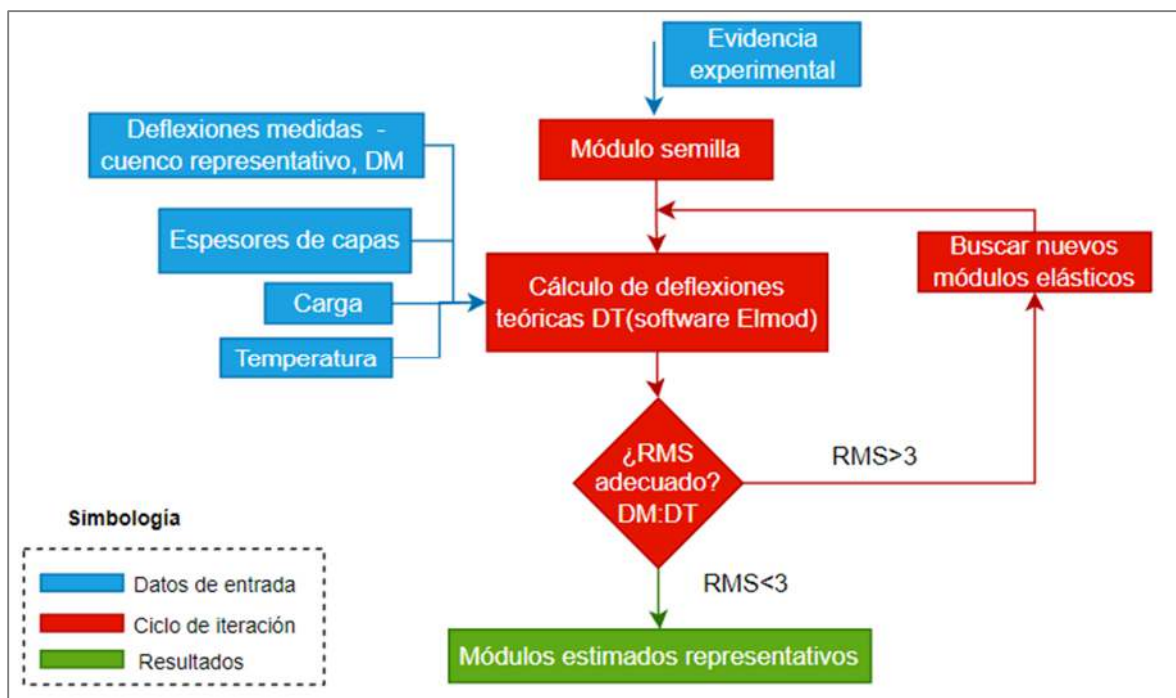 Evidencia
experimental
Deflexiones medidas -
cuenco representativo, DM
Módulo semilla
Espesores de capas
Buscar nuevos
módulos elásticos
Cálculo de deflexiones
teóricas DT(software Elmod)
Carga
Temperatura
¿RMS
adecuado?
DM:DT
RMS>3
RMS<3
Módulos estimados representativos
Simbología
Datos de entrada
Ciclo de iteración
Resultados